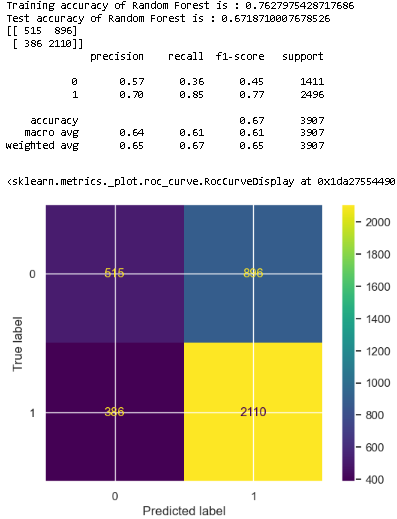 Training accuracy of Random Forest is : 0.7627975428717686
Test accuracy of Random Forest is : 0.6718710007678526
[[ 515 896]
[ 386 2110]]
precision recall f1-score support
0 0.57 0.36 0.45 1411
1 0.70 0.85 0.77 2496
accuracy 0.67 3907
macro avg 0.64 0.61 0.61 3907
weighted avg 0.65 0.67 0.65 3907
<sklearn.metrics._plot.roc_curve.RocCurveDisplay at 0x1da27554490
2000
1800
1600
1400
1200
1000
800
600
400
0
515 896
True label
1
386 2110
0 1
Predicted label